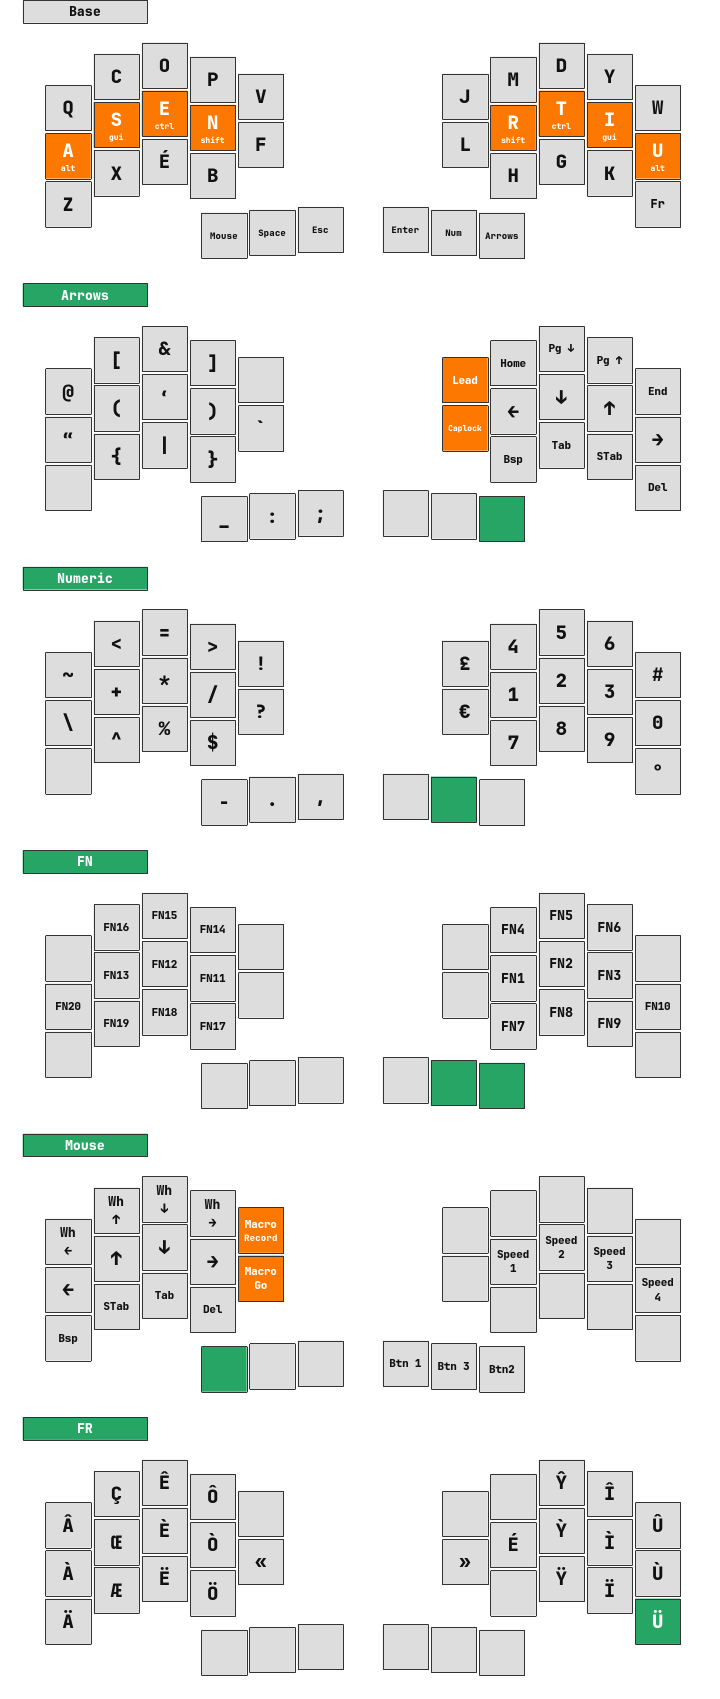 Base
Q C O P V J M D Y W
A S E N F L R T I U
alt gui ctrl shift shift ctrl gui alt
Z X É B H G K Fr
Mouse Space Esc Enter Num Arrows
Arrows
@ [ & ] Lead Home Pg ↓ Pg ↑ End
“ ( ‘ ) ` Caplock ← ↓ ↑ →
{ | } Bsp Tab STab Del
_ : ;
Numeric
~ < = > ! £ 4 5 6 #
\ + * / ? € 1 2 3 0
^ % $ 7 8 9 °
- . ,
FN
FN16 FN15 FN14 FN4 FN5 FN6
FN20 FN13 FN12 FN11 FN1 FN2 FN3 FN10
FN19 FN18 FN17 FN7 FN8 FN9
Mouse
Wh ← Wh ↑ Wh ↓ Wh → Macro Record
← ↑ ↓ → Macro Go Speed 1 Speed 2 Speed 3 Speed 4
Bsp STab Tab Del
Btn 1 Btn 3 Btn2
FR
Â Ç Ê Ô Ŷ Î Û
À Œ È Ò « » É Ỳ Ì Ù
Ä Æ Ë Ö Ÿ Ï Ü